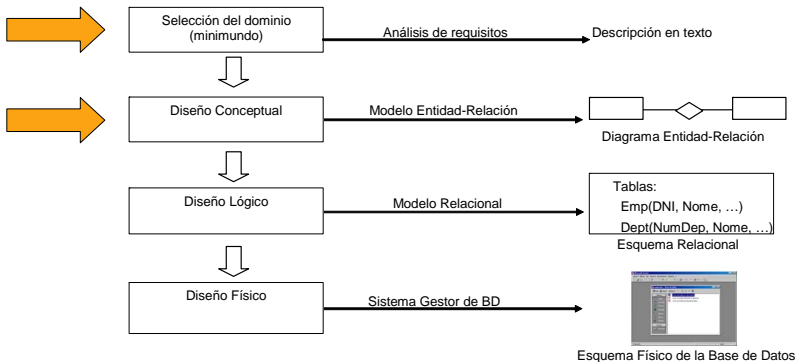 Selección del dominio
(minimundo)
Análisis de requisitos
Descripción en texto
Diseño Conceptual
Modelo Entidad-Relación
Diagrama Entidad-Relación
Diseño Lógico
Modelo Relacional
Tablas:
Emp(DNI, Nome, …)
Dept(NumDep, Nome, …)
Esquema Relacional
Diseño Físico
Sistema Gestor de BD
Esquema Físico de la Base de Datos